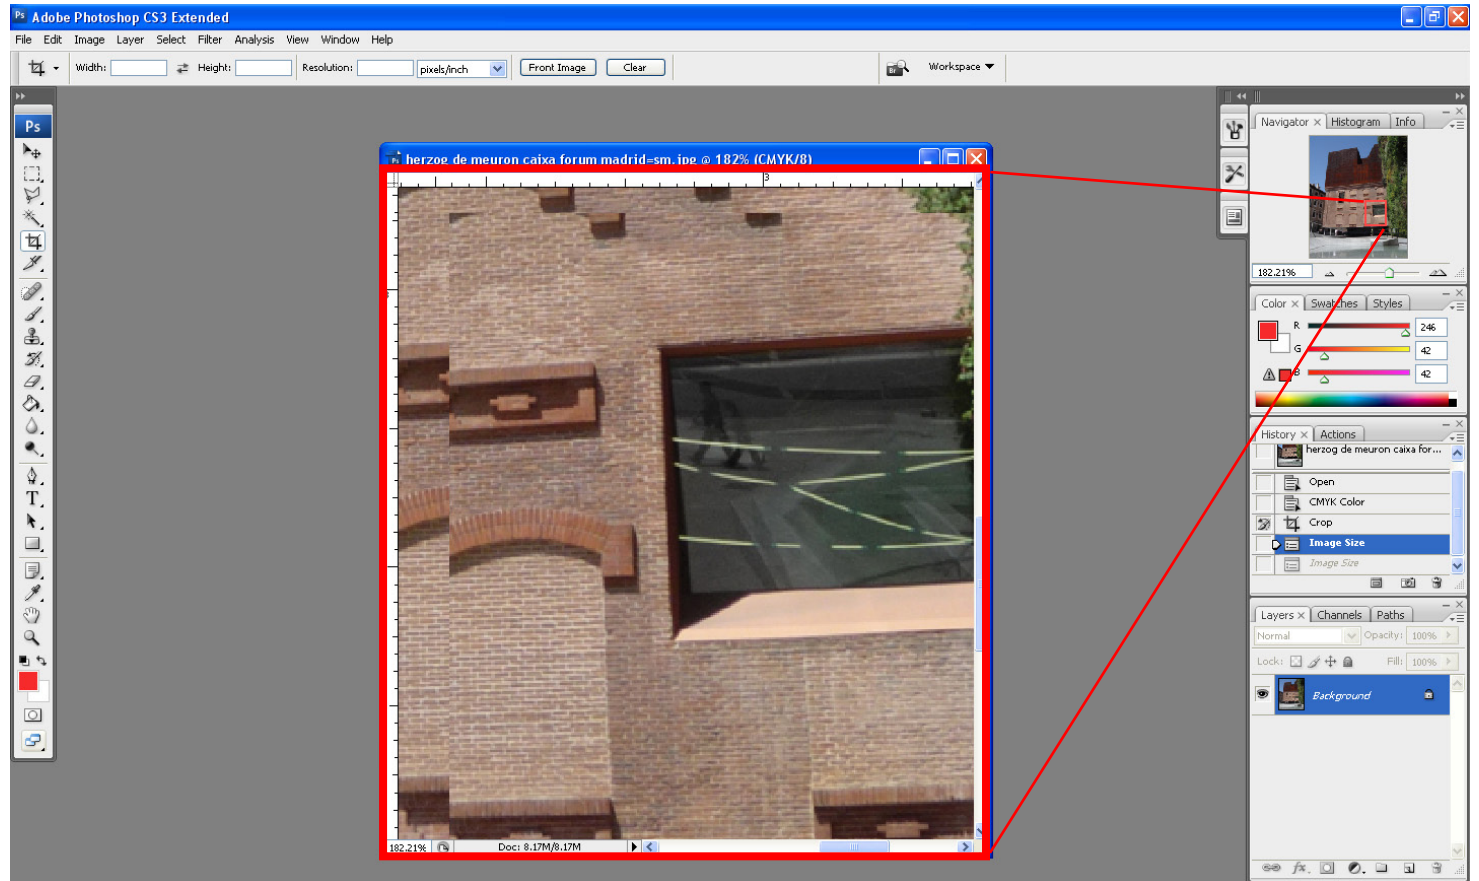 Ps Adobe Photoshop CS3 Extended
File Edit Image Layer Select Filter Analysis View Window Help
Width: Height: Resolution: pixels/inch Front Image Clear Workspace
Ps
herzog de meuron caixa forum madrid=sm.jpg @ 182% (CMYK/8)
3
182.21% Doc: 8.17M/8.17M
Navigator × Histogram Info
182.21%
Color × Swatches Styles
R 246
G 42
B 42
History × Actions
herzog de meuron caixa for...
Open
CMYK Color
Crop
Image Size
Image Size
Layers × Channels Paths
Normal Opacity: 100%
Lock: Fill: 100%
Background